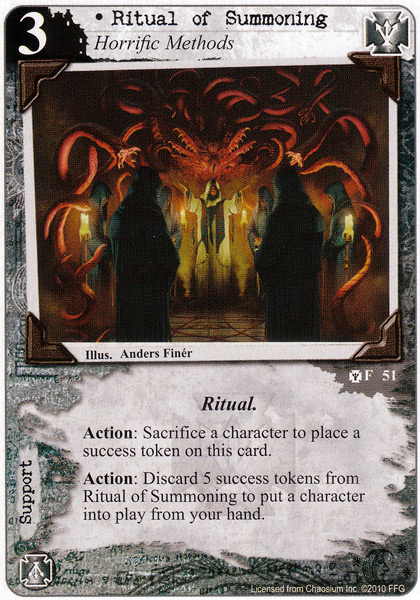 3
• Ritual of Summoning
Horrific Methods
Illus. Anders Finér
F 51
Ritual.
Action: Sacrifice a character to place a
success token on this card.
Action: Discard 5 success tokens from
Ritual of Summoning to put a character
into play from your hand.
Support
Licensed from Chaosium Inc. ©2010 FFG